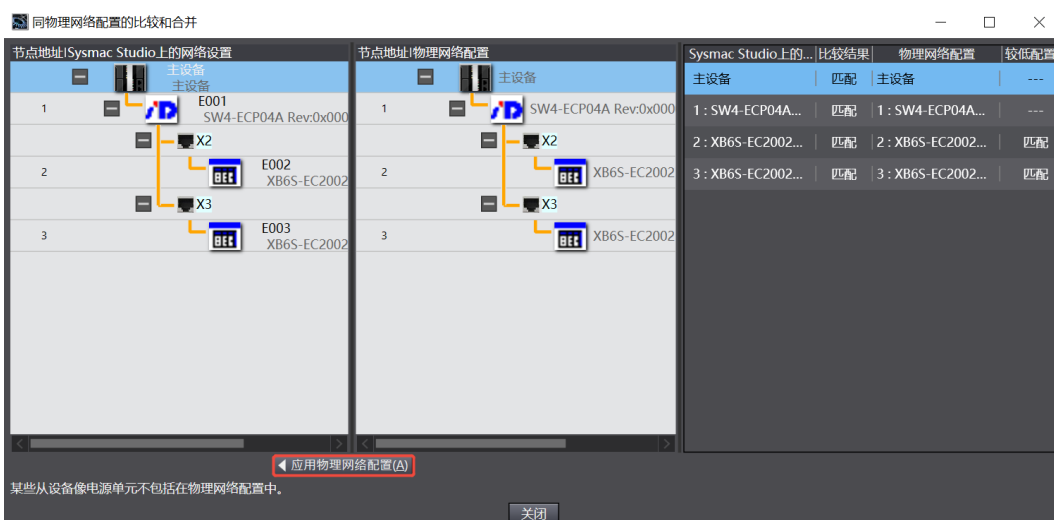 同物理网络配置的比较和合并
节点地址|Sysmac Studio上的网络设置
主设备
主设备
1
E001
SW4-ECP04A Rev:0x000
X2
2
E002
XB6S-EC2002
X3
3
E003
XB6S-EC2002
节点地址|物理网络配置
主设备
1
SW4-ECP04A Rev:0x000
X2
2
XB6S-EC2002
X3
3
XB6S-EC2002
Sysmac Studio上的... 比较结果 物理网络配置 较低配置
主设备 匹配 主设备 ---
1 : SW4-ECP04A... 匹配 1 : SW4-ECP04A... ---
2 : XB6S-EC2002... 匹配 2 : XB6S-EC2002... 匹配
3 : XB6S-EC2002... 匹配 3 : XB6S-EC2002... 匹配
应用物理网络配置(A)
某些从设备像电源单元不包括在物理网络配置中。
关闭